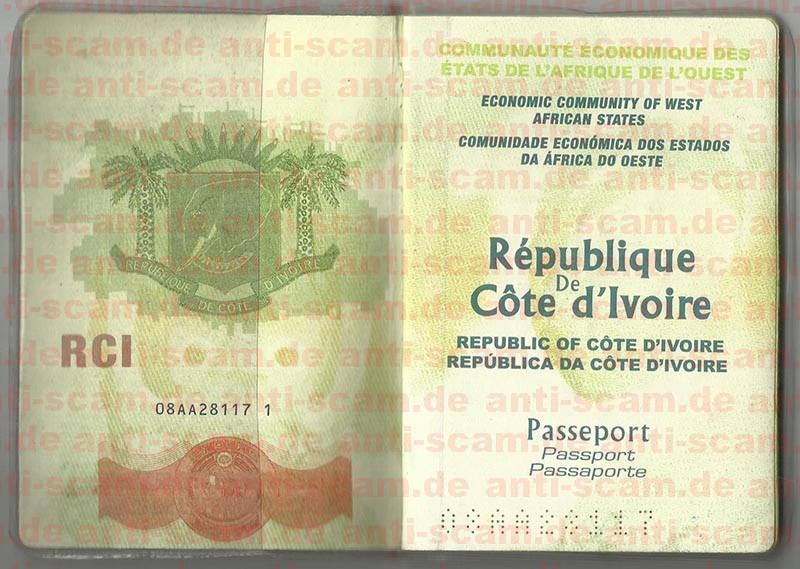 anti-scam.de
REPUBLIQUE DE COTE D'IVOIRE
RCI
08AA28117 1
COMMUNAUTÉ ÉCONOMIQUE DES
ÉTATS DE L'AFRIQUE DE L'OUEST
ECONOMIC COMMUNITY OF WEST
AFRICAN STATES
COMUNIDADE ECONÓMICA DOS ESTADOS
DA ÁFRICA DO OESTE
République
De
Côte d'Ivoire
REPUBLIC OF CÔTE D'IVOIRE
REPÚBLICA DA CÔTE D'IVOIRE
Passeport
Passport
Passaporte
08AA28117